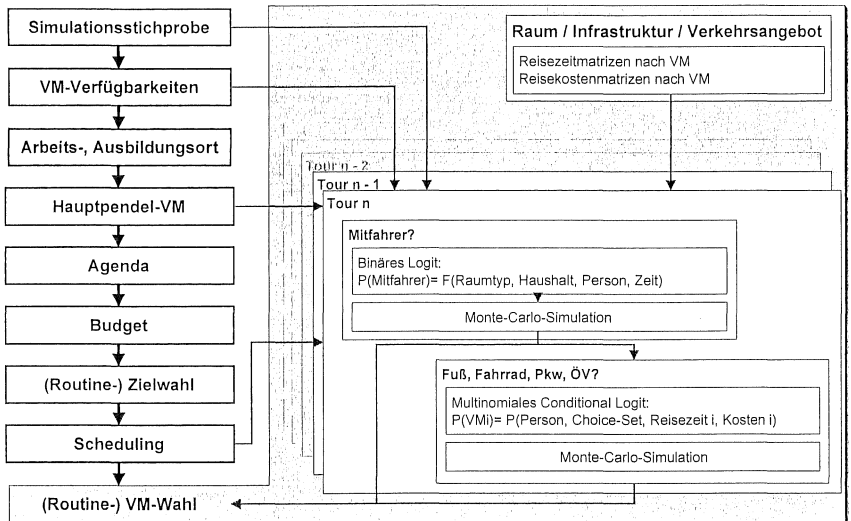 Simulationsstichprobe
VM-Verfügbarkeiten
Arbeits-, Ausbildungsort
Hauptpendel-VM
Agenda
Budget
(Routine-) Zielwahl
Scheduling
(Routine-) VM-Wahl
Raum / Infrastruktur / Verkehrsangebot
Reisezeitmatrizen nach VM
Reisekostenmatrizen nach VM
Tour n - 2
Tour n - 1
Tour n
Mitfahrer?
Binäres Logit:
P(Mitfahrer)= F(Raumtyp, Haushalt, Person, Zeit)
Monte-Carlo-Simulation
Fuß, Fahrrad, Pkw, ÖV?
Multinomiales Conditional Logit:
P(VMi)= P(Person, Choice-Set, Reisezeit i, Kosten i)
Monte-Carlo-Simulation